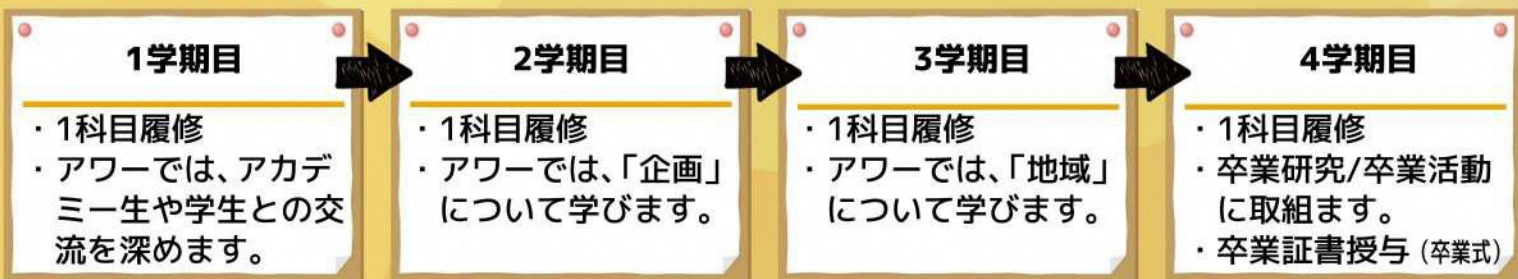 1学期目
・1科目履修
・アワーでは、アカデ
ミー生や学生との交
流を深めます。
2学期目
・1科目履修
・アワーでは、「企画」
について学びます。
3学期目
・1科目履修
・アワーでは、「地域」
について学びます。
4学期目
・1科目履修
・卒業研究/卒業活動
に取組ます。
・卒業証書授与（卒業式）